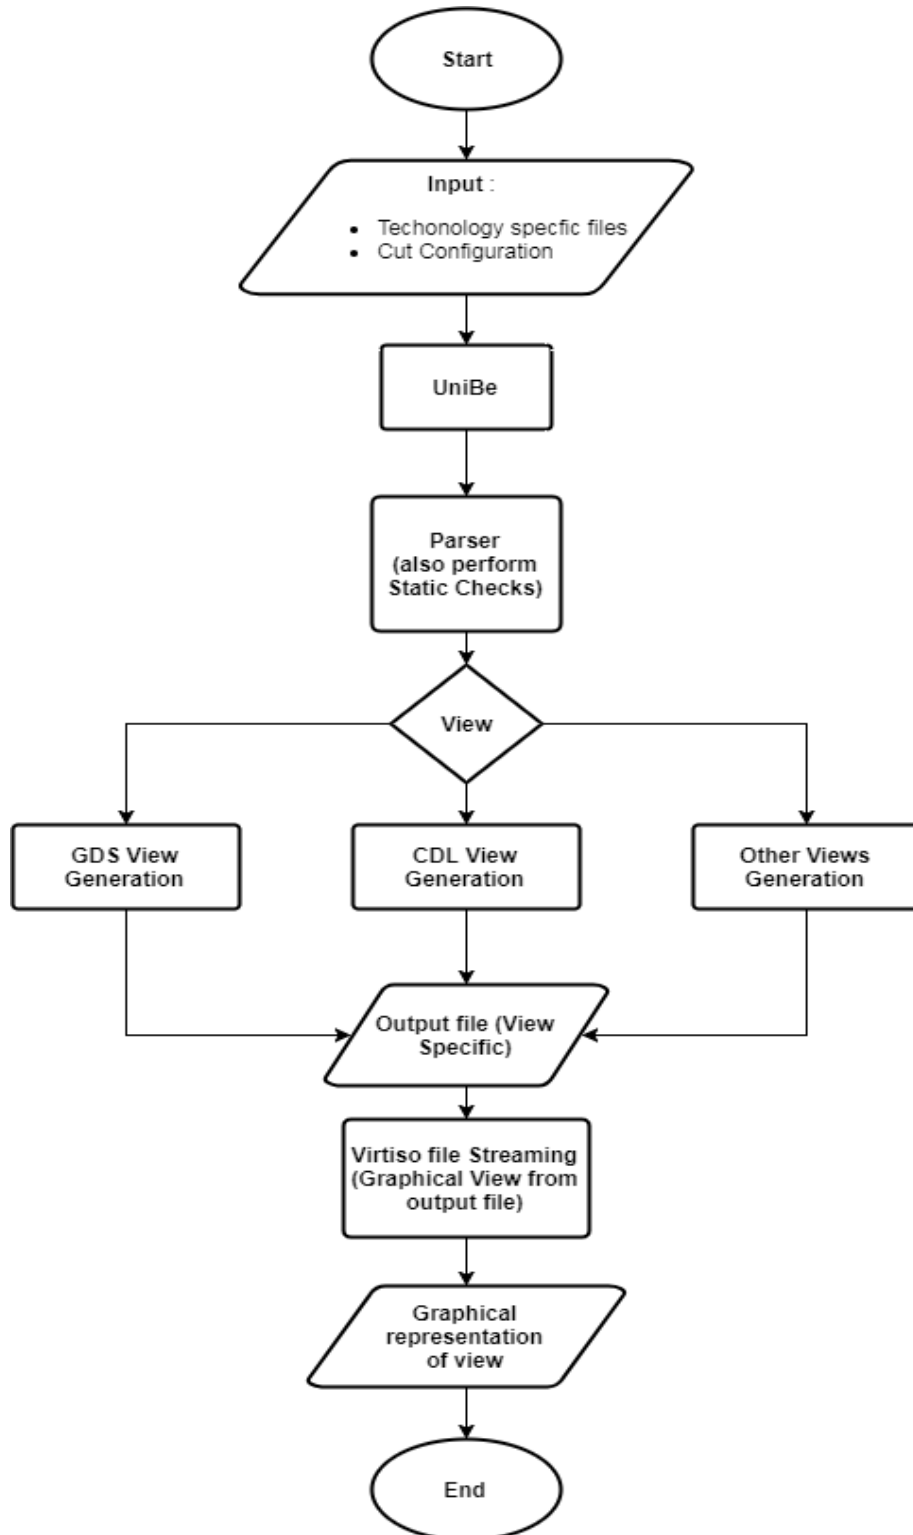 Start
Input :
Techonology specfic files
Cut Configuration
UniBe
Parser
(also perform
Static Checks)
View
GDS View
Generation
CDL View
Generation
Other Views
Generation
Output file (View
Specific)
Virtiso file Streaming
(Graphical View from
output file)
Graphical
representation
of view
End